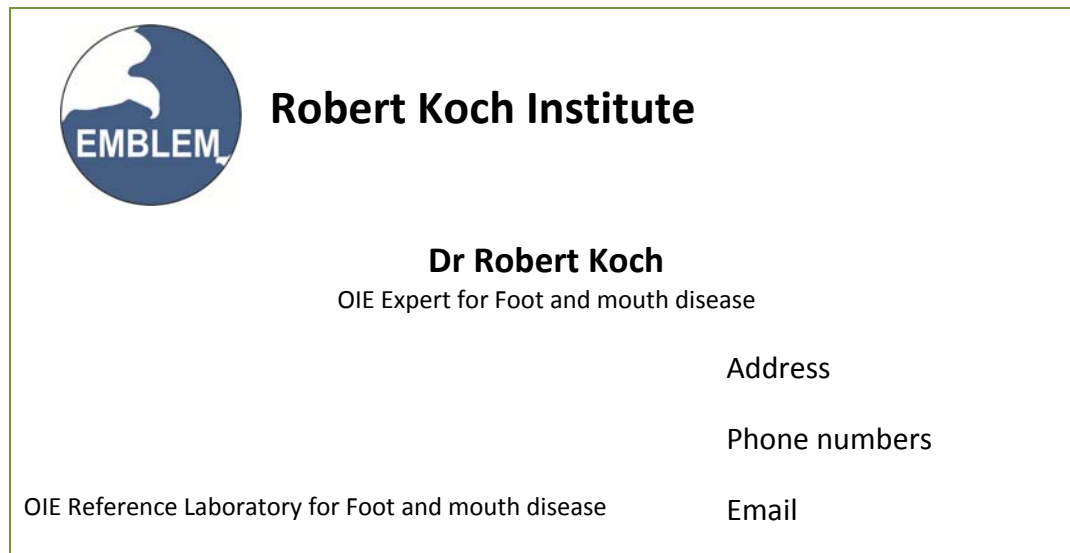 EMBLEM
Robert Koch Institute
Dr Robert Koch
OIE Expert for Foot and mouth disease
Address
Phone numbers
OIE Reference Laboratory for Foot and mouth disease
Email